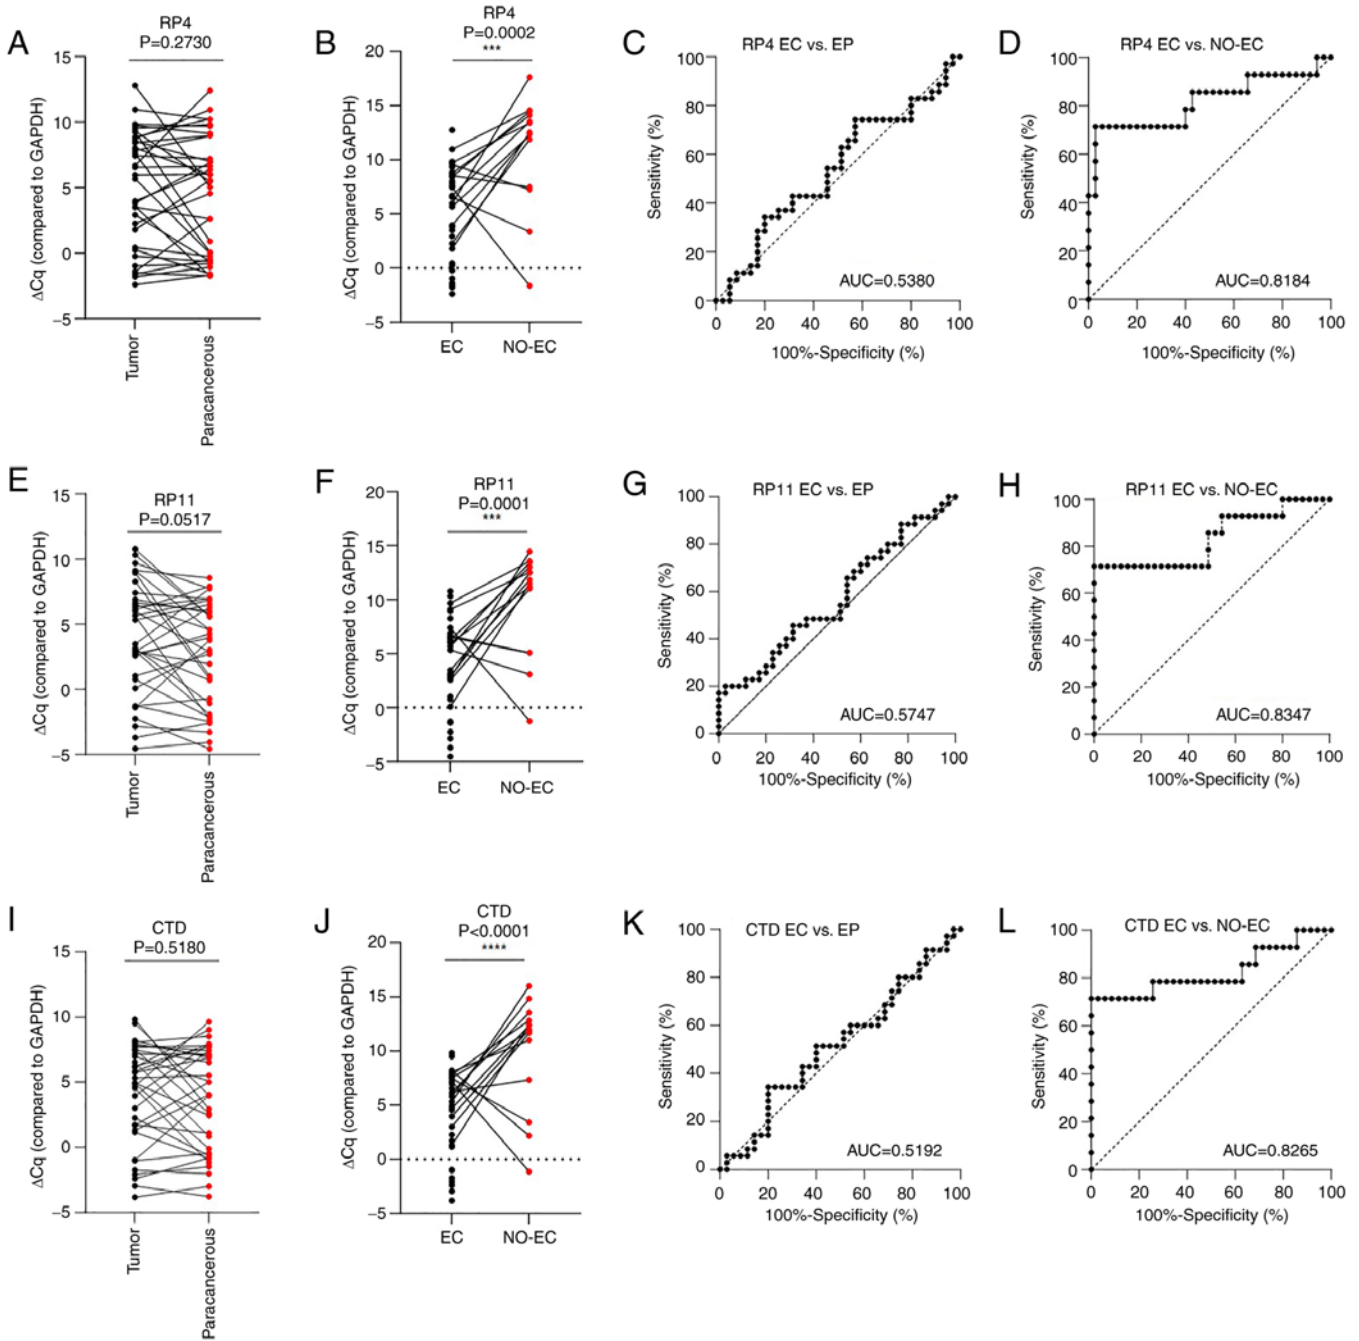 A
RP4
P=0.2730
15
10
5
0
−5
ΔCq (compared to GAPDH)
Tumor
Paracancerous
B
RP4
P=0.0002
***
20
15
10
5
0
−5
ΔCq (compared to GAPDH)
EC
NO-EC
C
RP4 EC vs. EP
100
80
60
40
20
0
Sensitivity (%)
AUC=0.5380
0 20 40 60 80 100
100%-Specificity (%)
D
RP4 EC vs. NO-EC
100
80
60
40
20
0
Sensitivity (%)
AUC=0.8184
0 20 40 60 80 100
100%-Specificity (%)
E
RP11
P=0.0517
15
10
5
0
−5
ΔCq (compared to GAPDH)
Tumor
Paracancerous
F
RP11
P=0.0001
***
20
15
10
5
0
−5
ΔCq (compared to GAPDH)
EC
NO-EC
G
RP11 EC vs. EP
100
80
60
40
20
0
Sensitivity (%)
AUC=0.5747
0 20 40 60 80 100
100%-Specificity (%)
H
RP11 EC vs. NO-EC
100
80
60
40
20
0
Sensitivity (%)
AUC=0.8347
0 20 40 60 80 100
100%-Specificity (%)
I
CTD
P=0.5180
15
10
5
0
−5
ΔCq (compared to GAPDH)
Tumor
Paracancerous
J
CTD
P<0.0001
****
20
15
10
5
0
−5
ΔCq (compared to GAPDH)
EC
NO-EC
K
CTD EC vs. EP
100
80
60
40
20
0
Sensitivity (%)
AUC=0.5192
0 20 40 60 80 100
100%-Specificity (%)
L
CTD EC vs. NO-EC
100
80
60
40
20
0
Sensitivity (%)
AUC=0.8265
0 20 40 60 80 100
100%-Specificity (%)